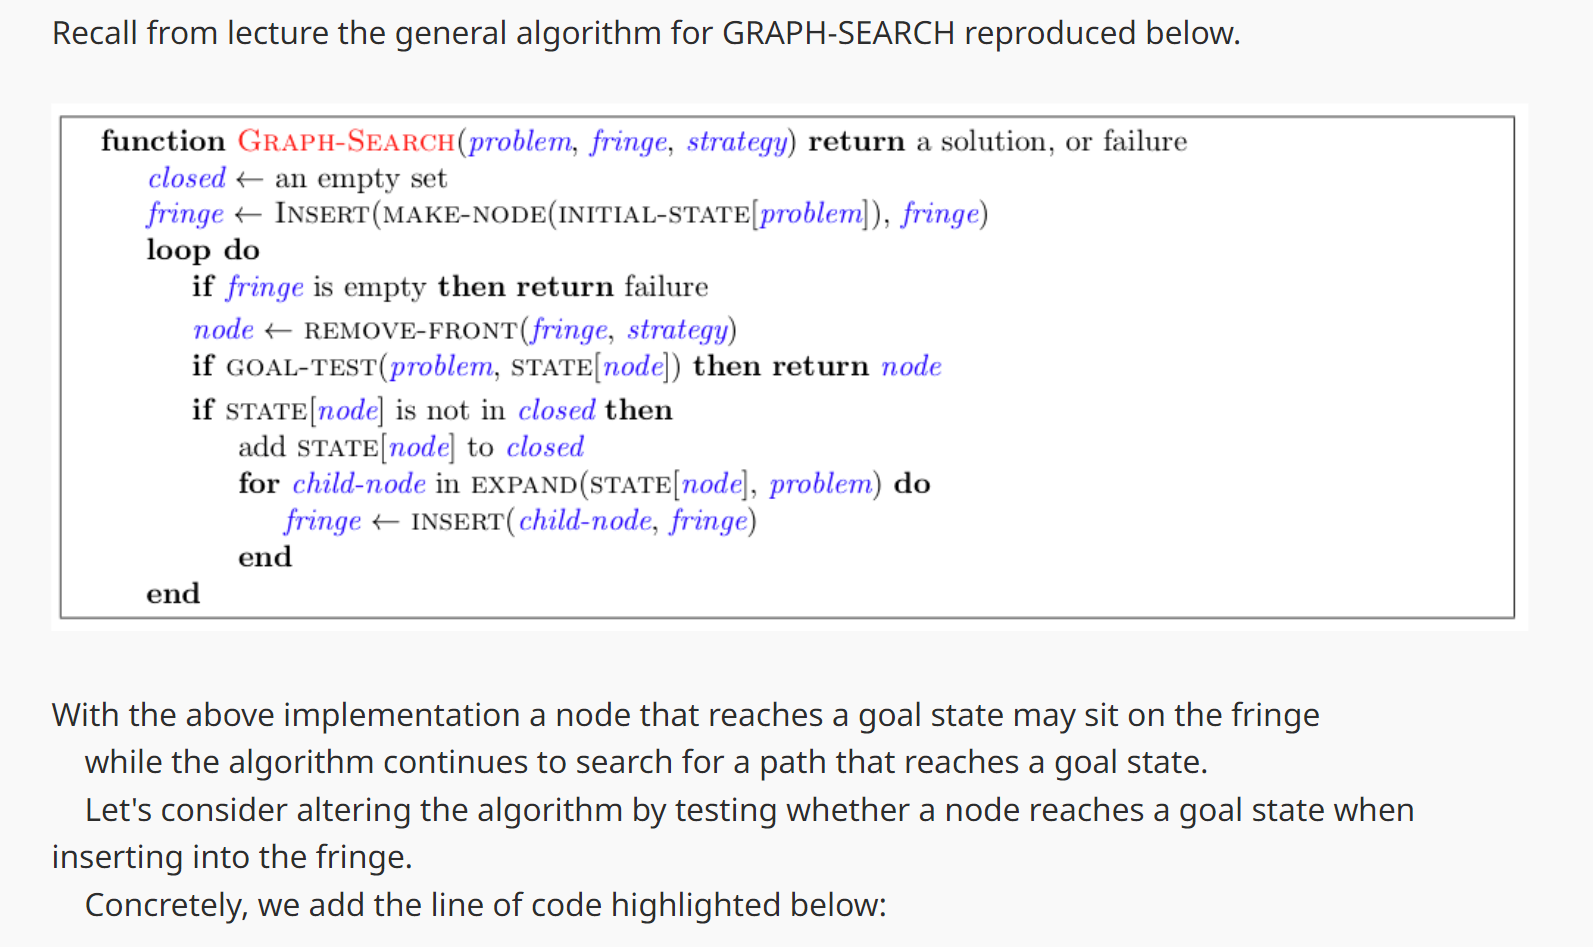 Recall from lecture the general algorithm for GRAPH-SEARCH reproduced below.
function GRAPH-SEARCH(problem, fringe, strategy) return a solution, or failure
closed ← an empty set
fringe ← INSERT(MAKE-NODE(INITIAL-STATE[problem]), fringe)
loop do
if fringe is empty then return failure
node ← REMOVE-FRONT(fringe, strategy)
if GOAL-TEST(problem, STATE[node]) then return node
if STATE[node] is not in closed then
add STATE[node] to closed
for child-node in EXPAND(STATE[node], problem) do
fringe ← INSERT(child-node, fringe)
end
end
With the above implementation a node that reaches a goal state may sit on the fringe
while the algorithm continues to search for a path that reaches a goal state.
Let's consider altering the algorithm by testing whether a node reaches a goal state when
inserting into the fringe.
Concretely, we add the line of code highlighted below: